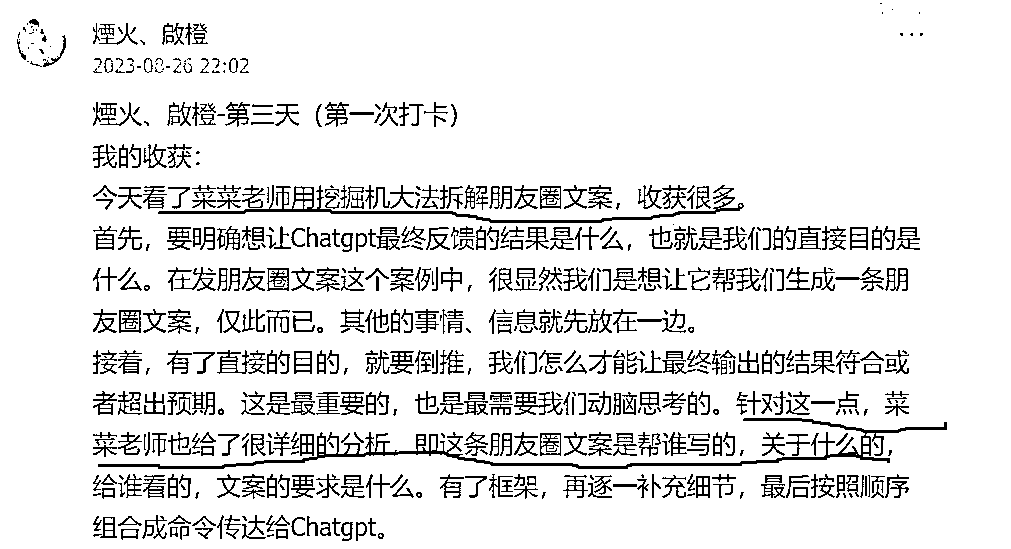 煙火、啟橙
2023-08-26 22:02
煙火、啟橙-第三天（第一次打卡）
我的收获：
今天看了菜菜老师用挖掘机大法拆解朋友圈文案，收获很多。
首先，要明确想让Chatgpt最终反馈的结果是什么，也就是我们的直接目的是
什么。在发朋友圈文案这个案例中，很显然我们是想让它帮我们生成一条朋
友圈文案，仅此而已。其他的事情、信息就先放在一边。
接着，有了直接的目的，就要倒推，我们怎么才能让最终输出的结果符合或
者超出预期。这是最重要的，也是最需要我们动脑思考的。针对这一点，菜
菜老师也给了很详细的分析，即这条朋友圈文案是帮谁写的，关于什么的，
给谁看的，文案的要求是什么。有了框架，再逐一补充细节，最后按照顺序
组合成命令传达给Chatgpt。